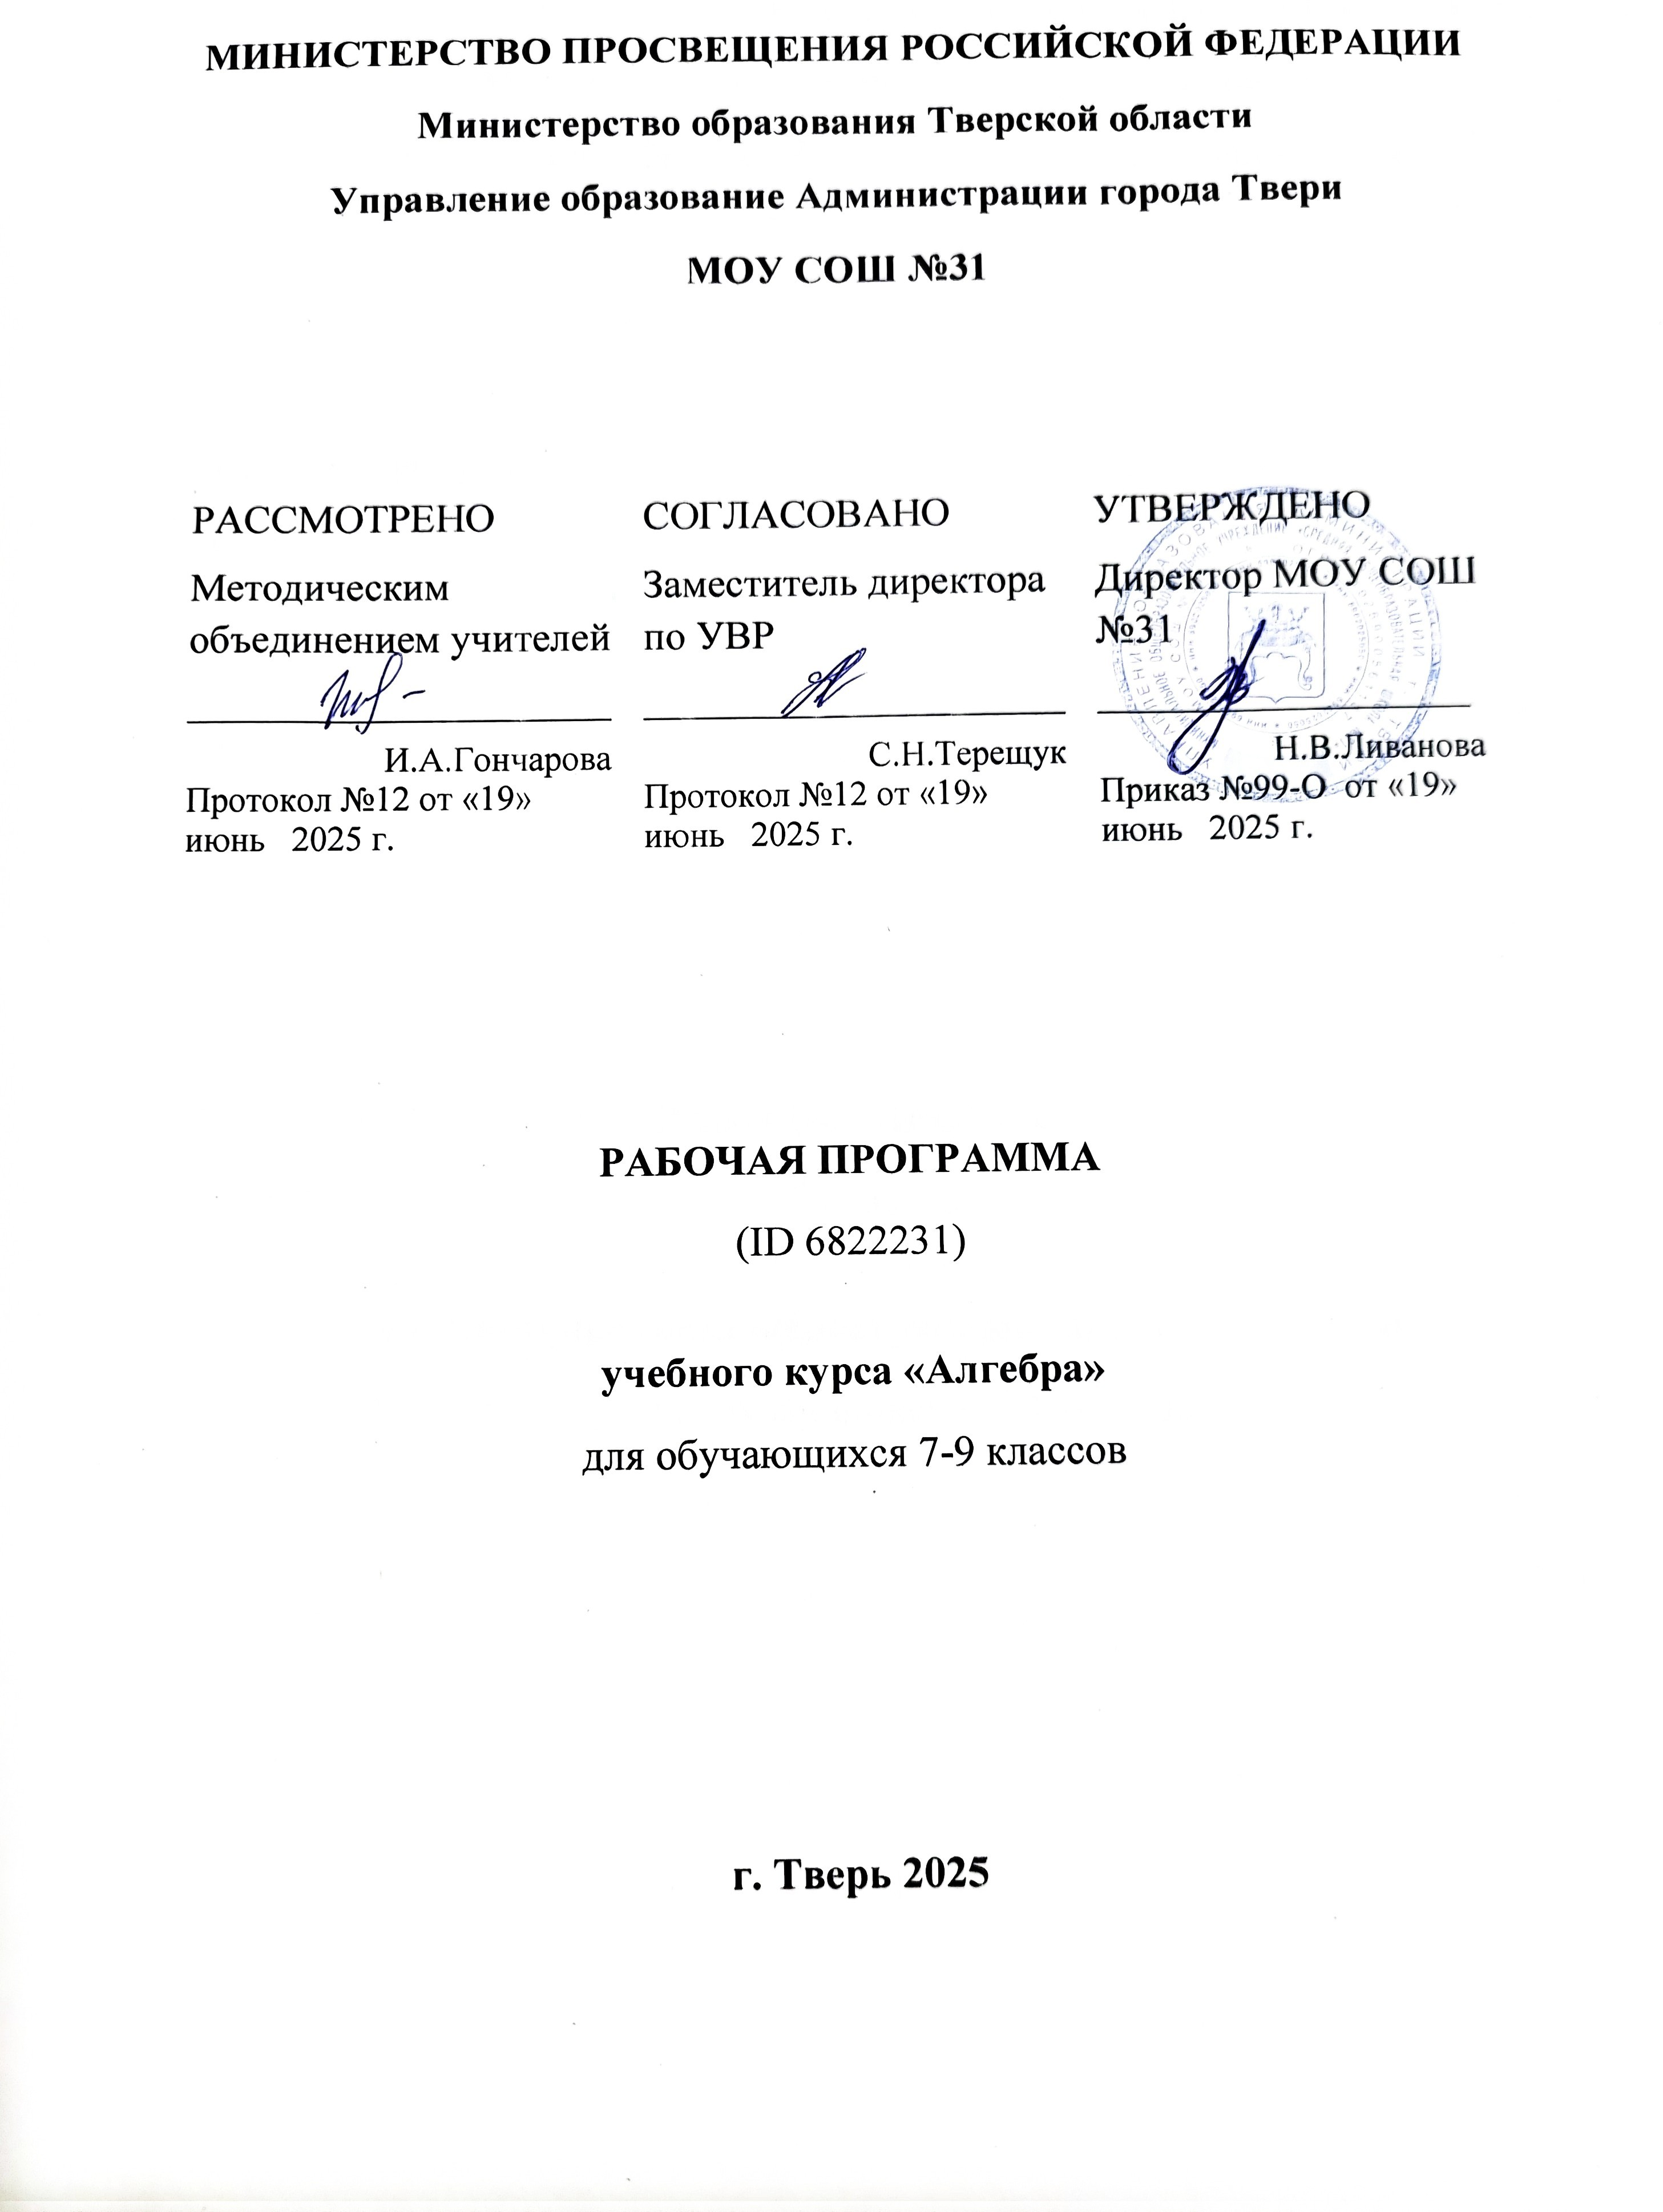 МИНИСТЕРСТВО ПРОСВЕЩЕНИЯ РОССИЙСКОЙ ФЕДЕРАЦИИ
Министерство образования Тверской области
Управление образование Администрации города Твери
МОУ СОШ №31
РАССМОТРЕНО
Методическим
объединением учителей
И.А.Гончарова
Протокол №12 от «19»
июнь 2025 г.
СОГЛАСОВАНО
Заместитель директора
по УВР
С.Н.Терещук
Протокол №12 от «19»
июнь 2025 г.
УТВЕРЖДЕНО
Директор МОУ СОШ
№31
Н.В.Ливанова
Приказ №99-О от «19»
июнь 2025 г.
РАБОЧАЯ ПРОГРАММА
(ID 6822231)
учебного курса «Алгебра»
для обучающихся 7-9 классов
г. Тверь 2025